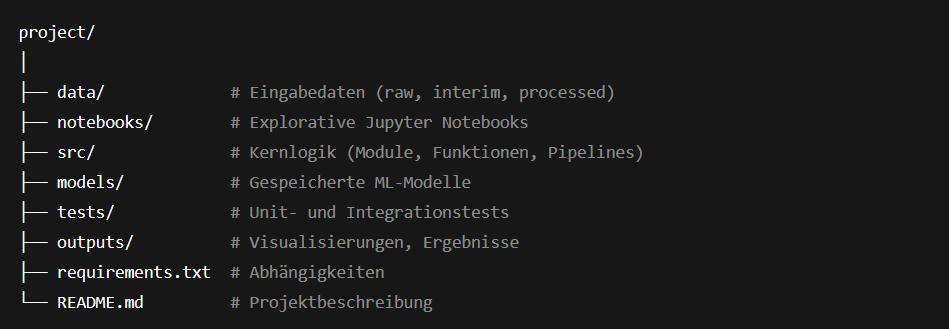 project/
│
├── data/             # Eingabedaten (raw, interim, processed)
├── notebooks/        # Explorative Jupyter Notebooks
├── src/              # Kernlogik (Module, Funktionen, Pipelines)
├── models/           # Gespeicherte ML-Modelle
├── tests/            # Unit- und Integrationstests
├── outputs/          # Visualisierungen, Ergebnisse
├── requirements.txt  # Abhängigkeiten
└── README.md         # Projektbeschreibung